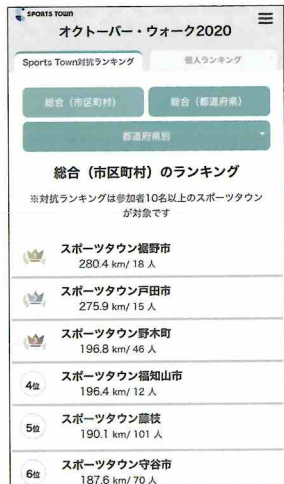 SPORTS TOWN
オクトーバー・ウォーク2020
Sports Town対抗ランキング
個人ランキング
総合（市区町村）
総合（都道府県）
都道府県別
総合（市区町村）のランキング
※対抗ランキングは参加者10名以上のスポーツタウン
が対象です
スポーツタウン裾野市
280.4 km/ 18 人
スポーツタウン戸田市
275.9 km/ 15 人
スポーツタウン野木町
196.8 km/ 46 人
4位
スポーツタウン福知山市
196.4 km/ 12 人
5位
スポーツタウン藤枝
190.1 km/ 101 人
6位
スポーツタウン守谷市
187.6 km/ 70 人